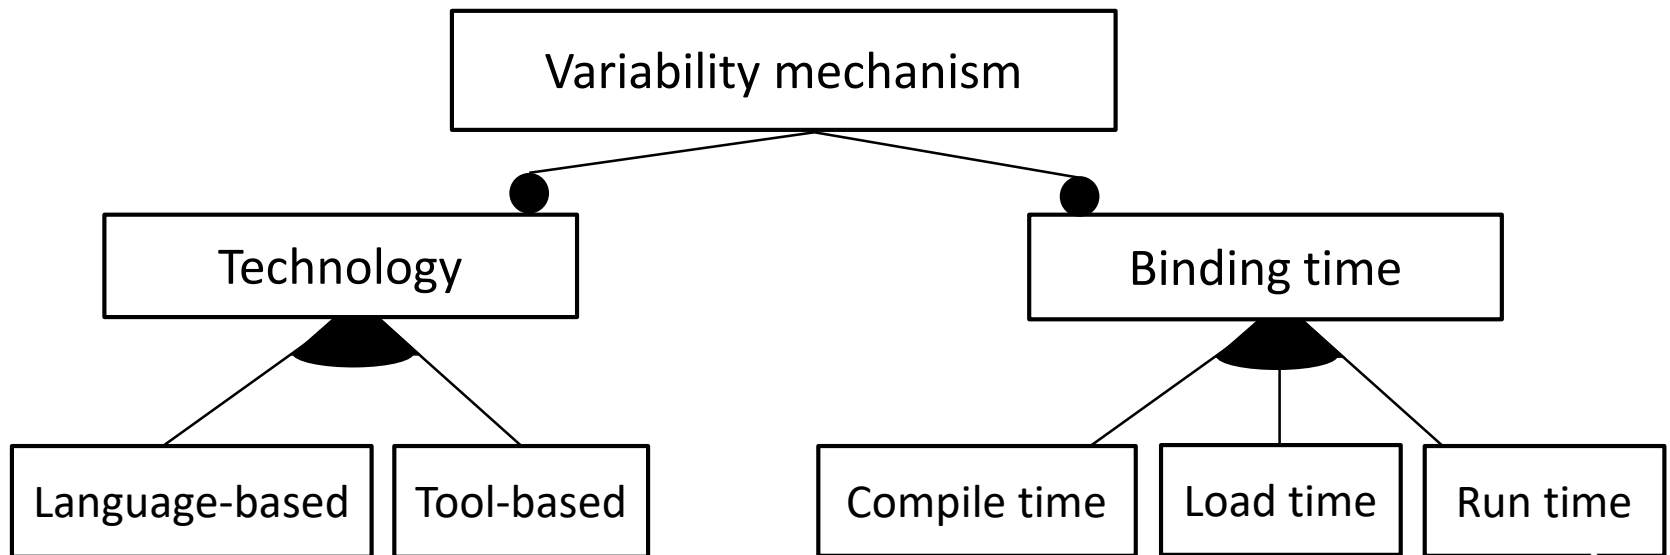 Variability mechanism
Technology
Binding time
Language-based
Tool-based
Compile time
Load time
Run time